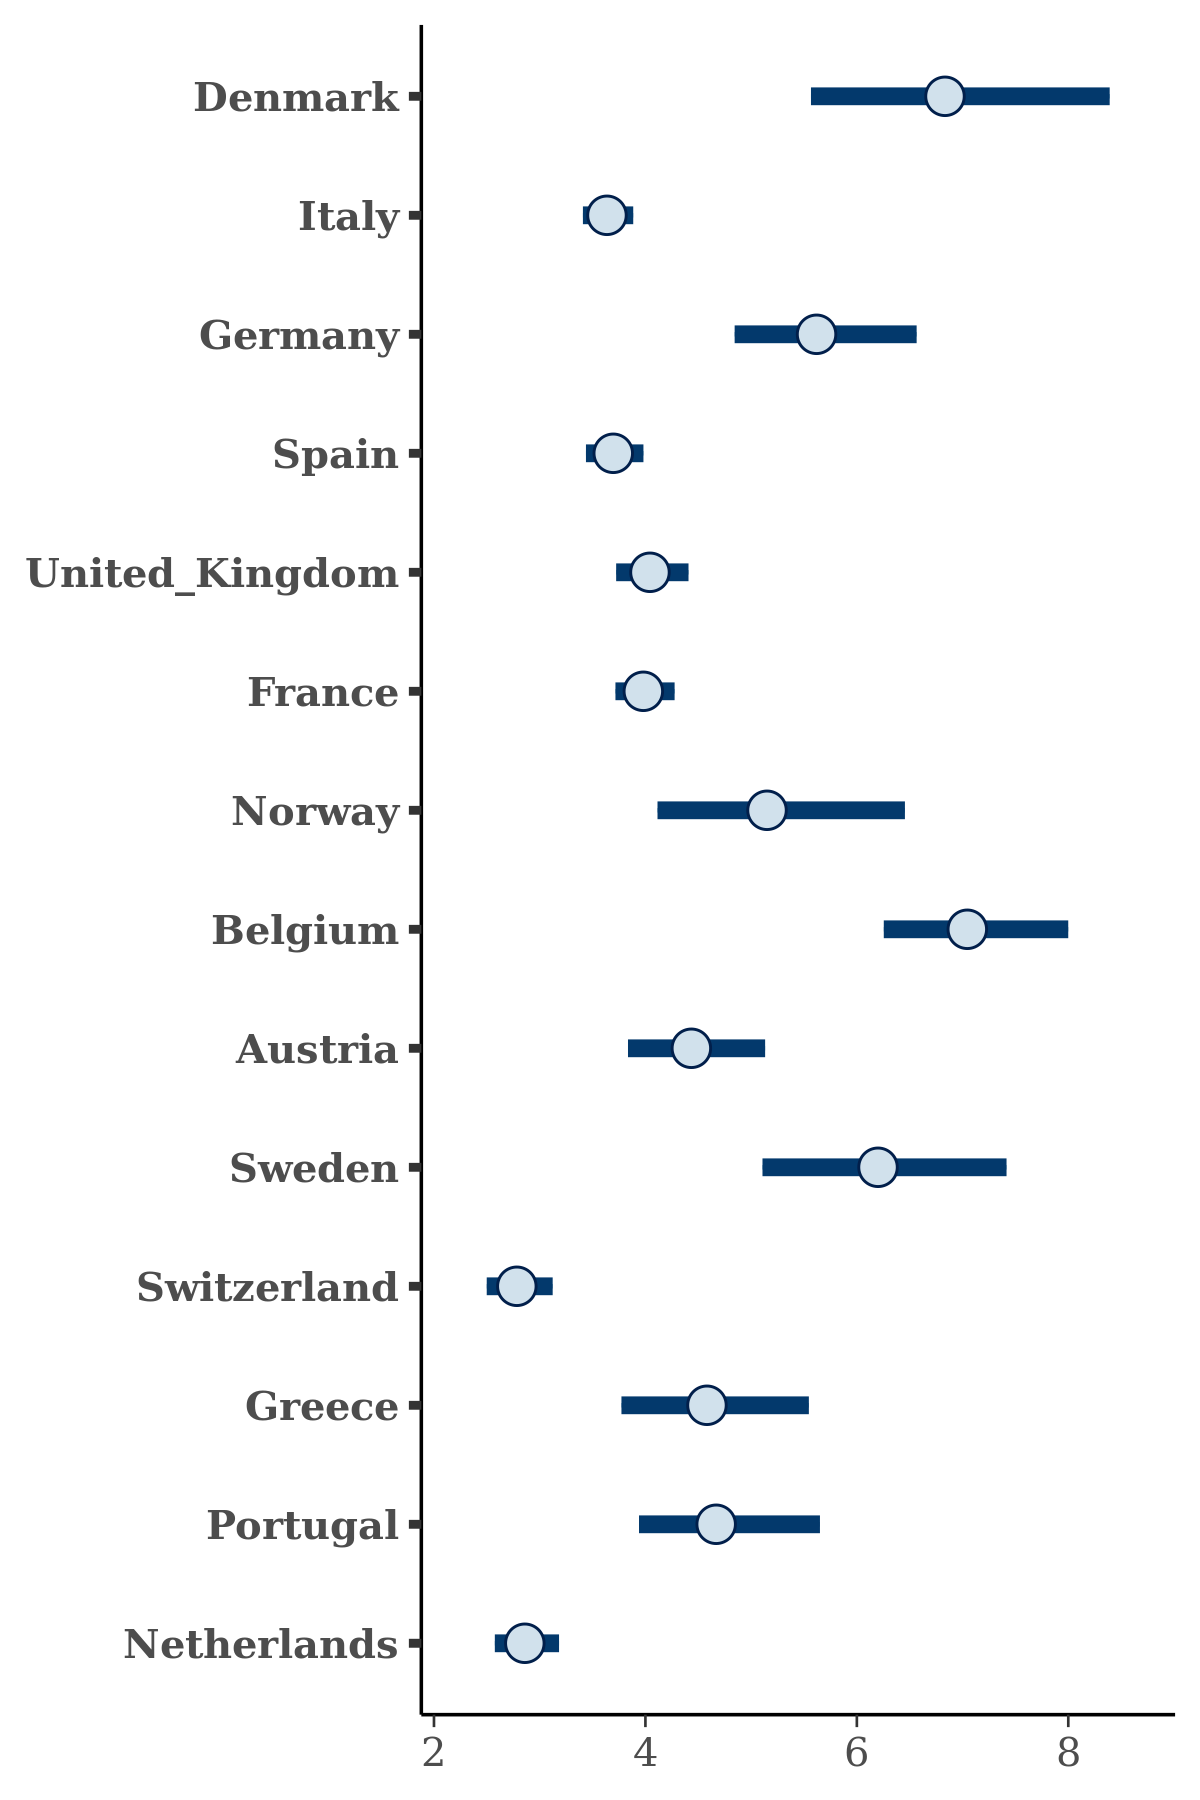 Denmark
Italy
Germany
Spain
United_Kingdom
France
Norway
Belgium
Austria
Sweden
Switzerland
Greece
Portugal
Netherlands
2 4 6 8